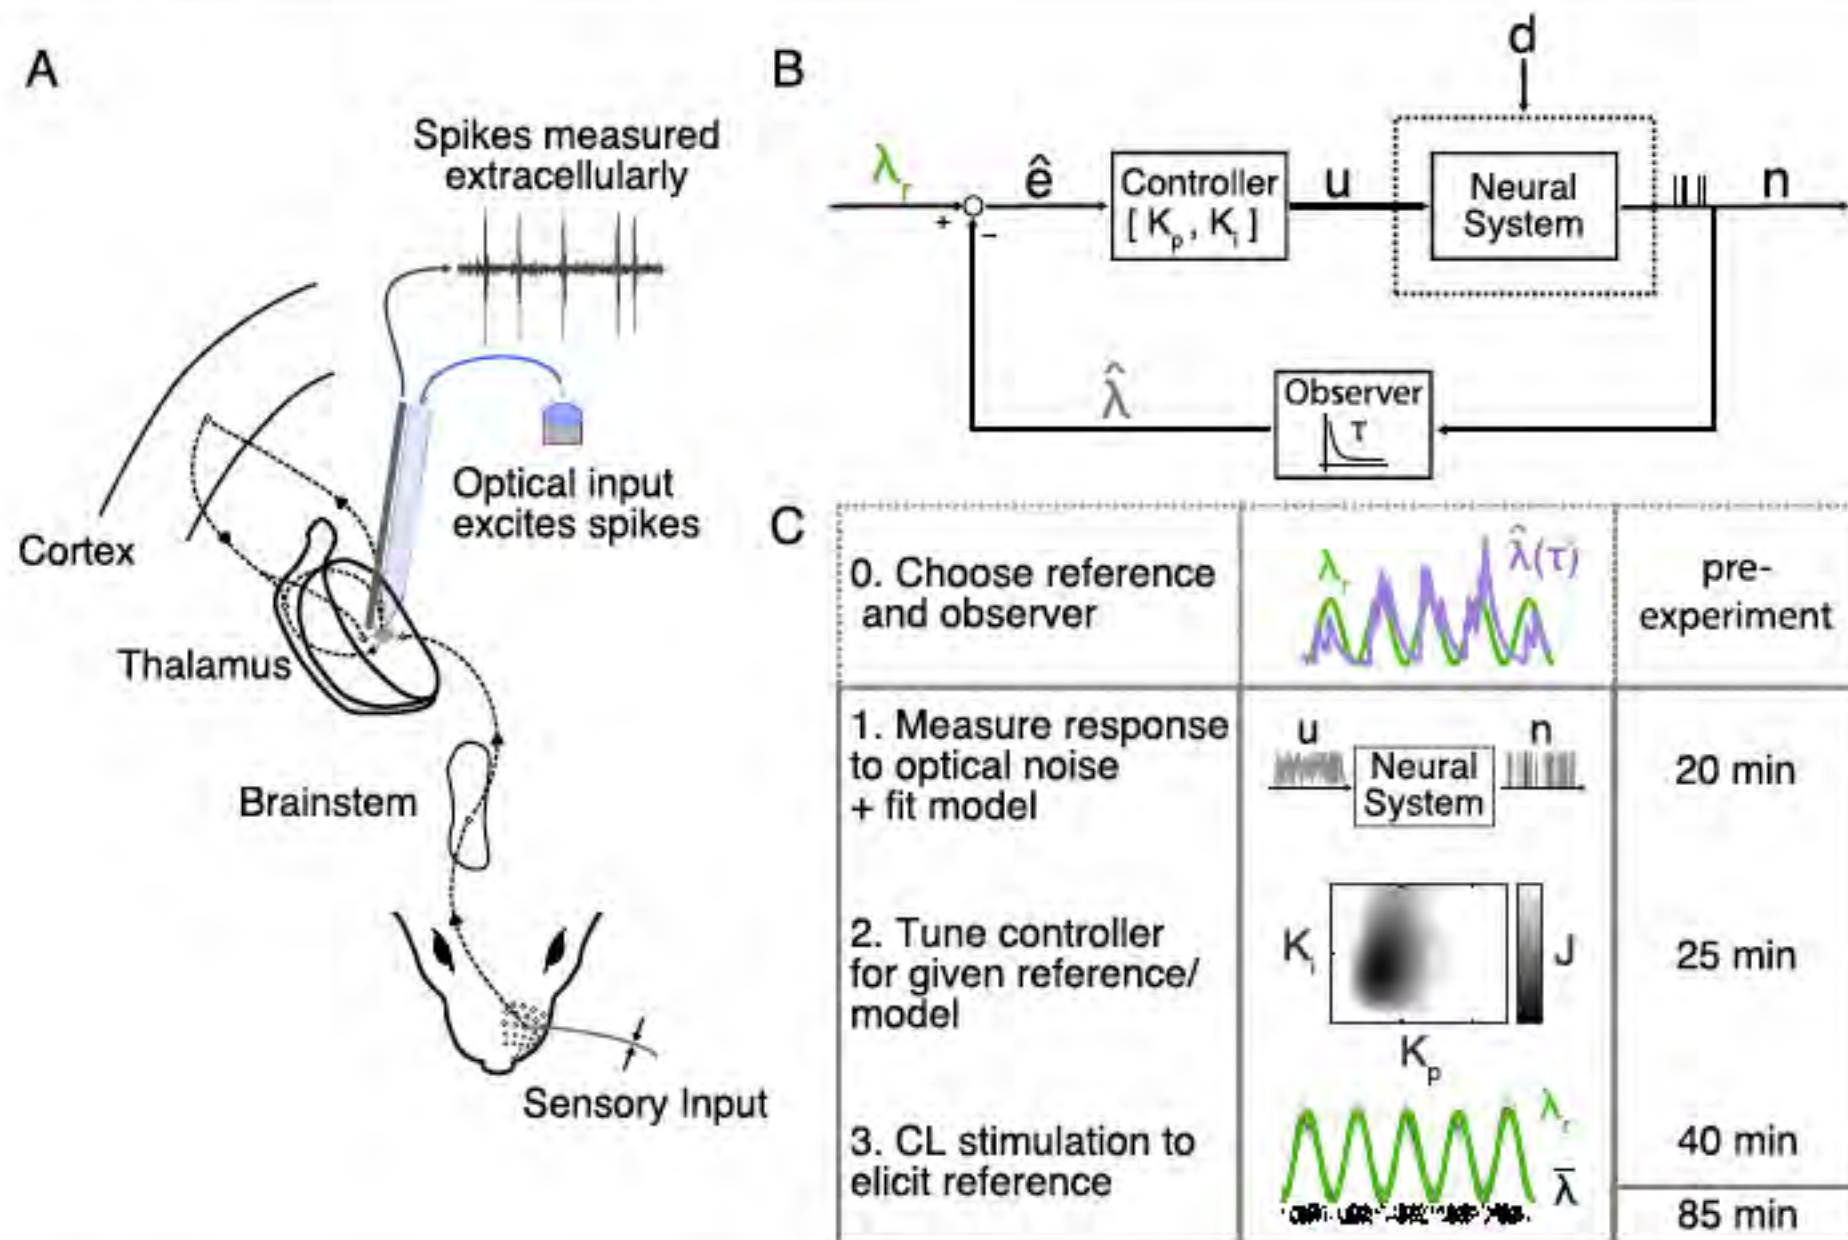 A
Spikes measured
extracellularly
Optical input
excites spikes
Cortex
Thalamus
Brainstem
Sensory Input
B
d
λr
+
−
ê
Controller
[ Kp , Ki ]
u
Neural
System
n
λ̂
Observer
τ
C
0. Choose reference
and observer
λr
λ̂(τ)
pre-
experiment
1. Measure response
to optical noise
+ fit model
u
Neural
System
n
20 min
2. Tune controller
for given reference/
model
Ki
Kp
J
25 min
3. CL stimulation to
elicit reference
λr
λ̄
40 min
85 min